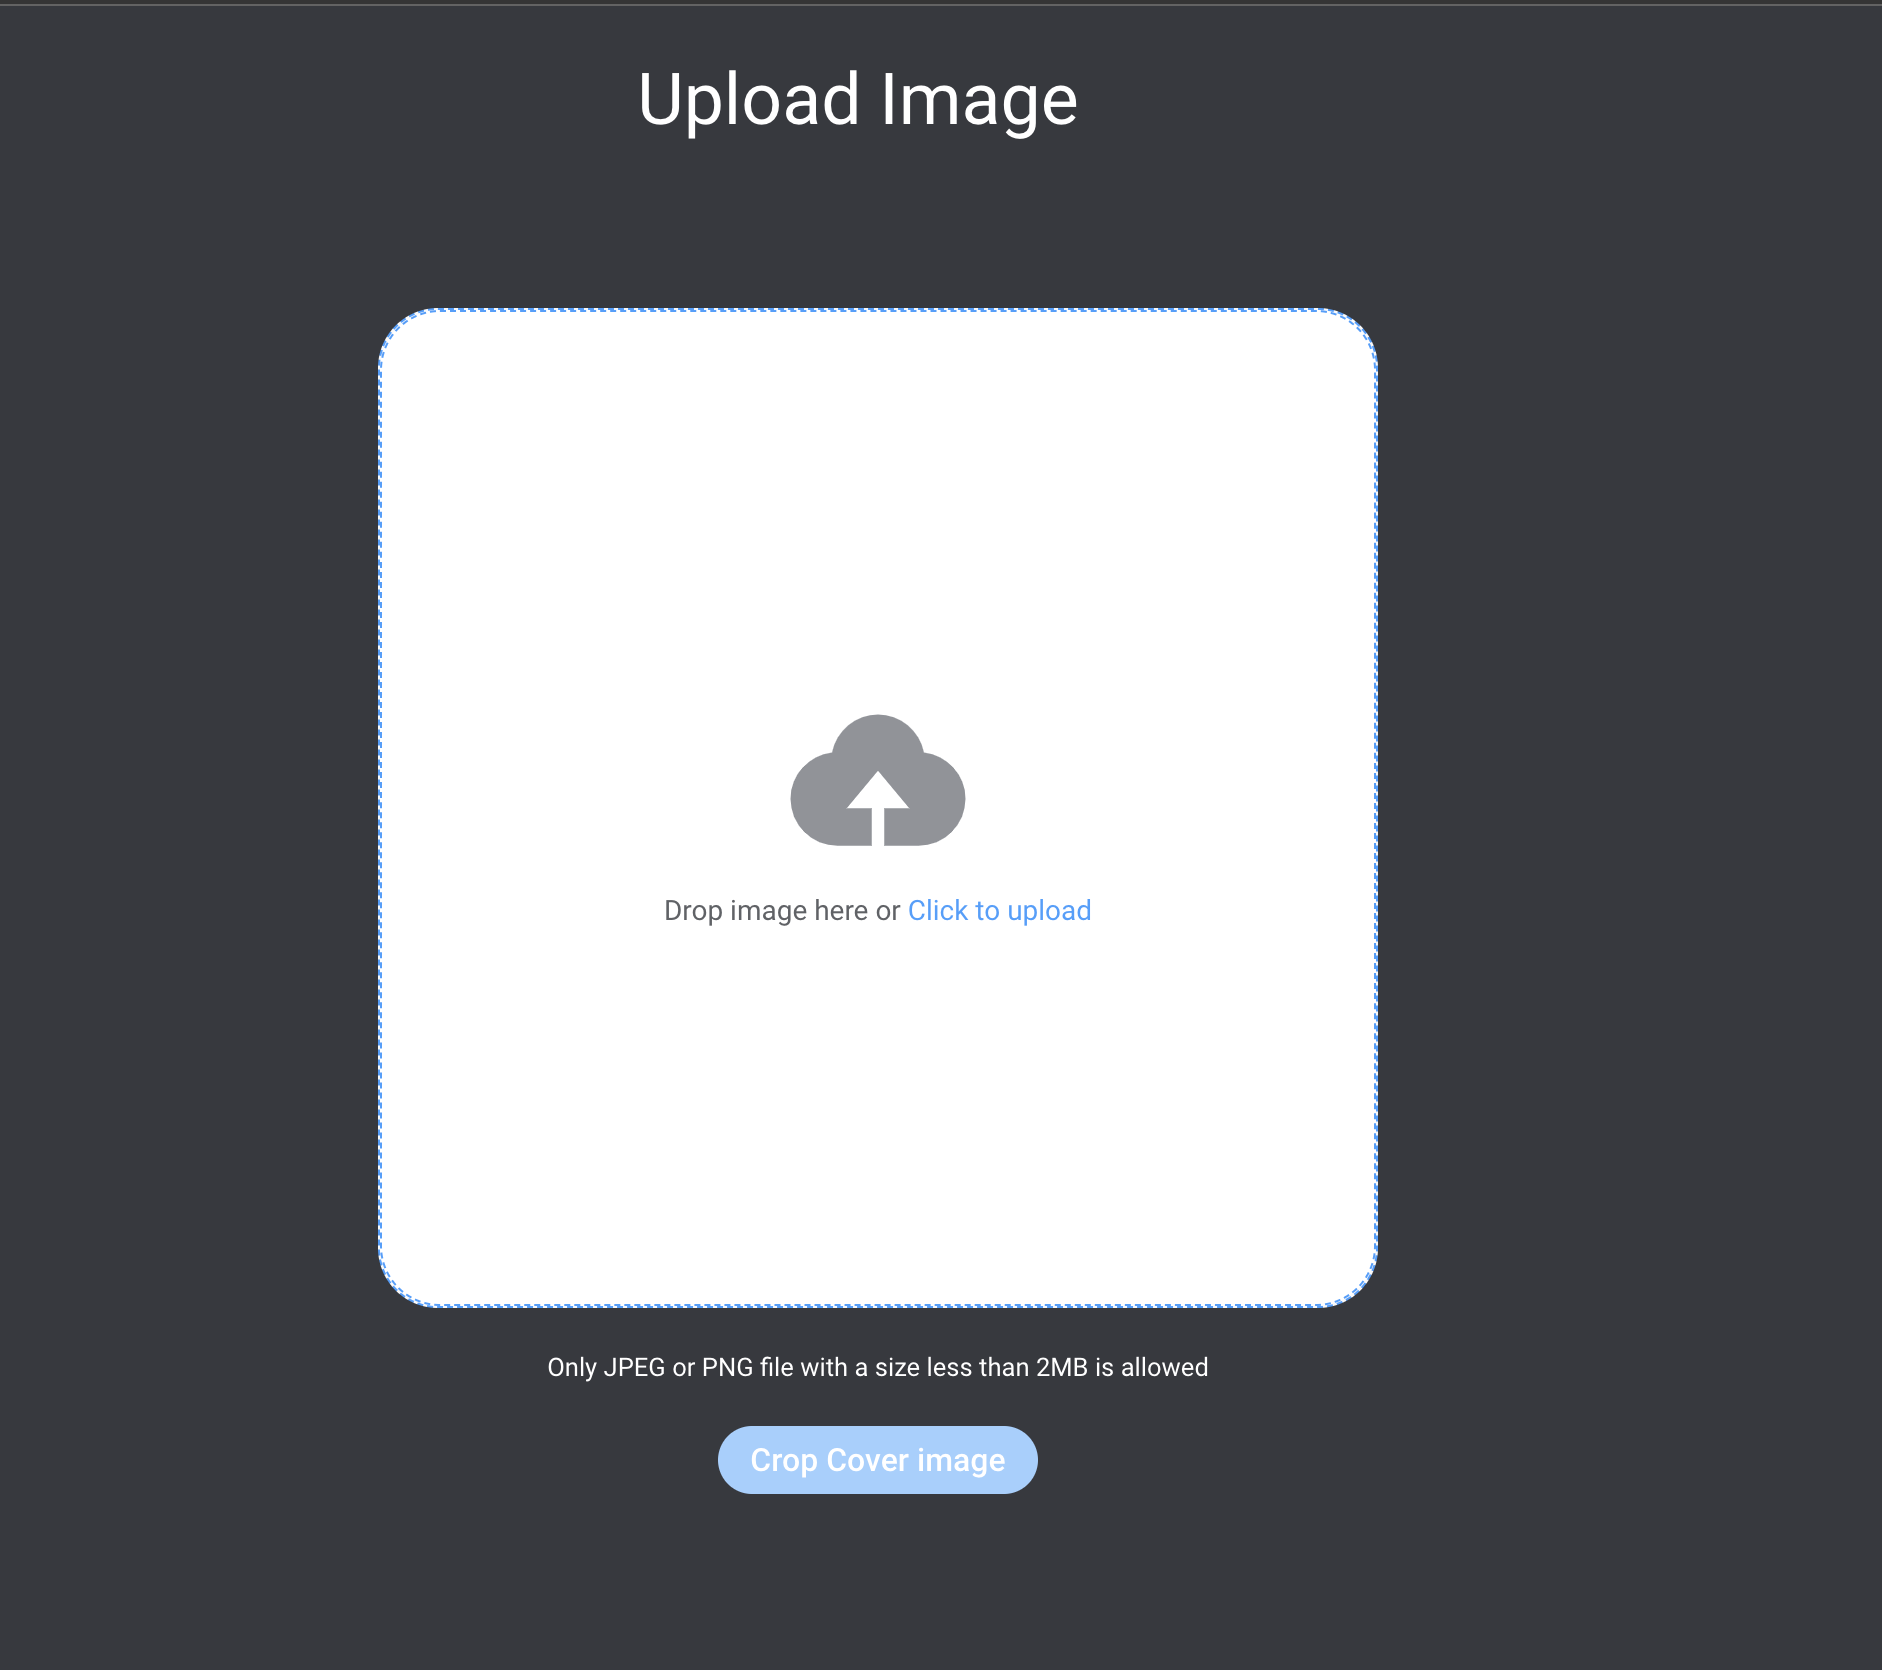 Upload Image
Drop image here or Click to upload
Only JPEG or PNG file with a size less than 2MB is allowed
Crop Cover image